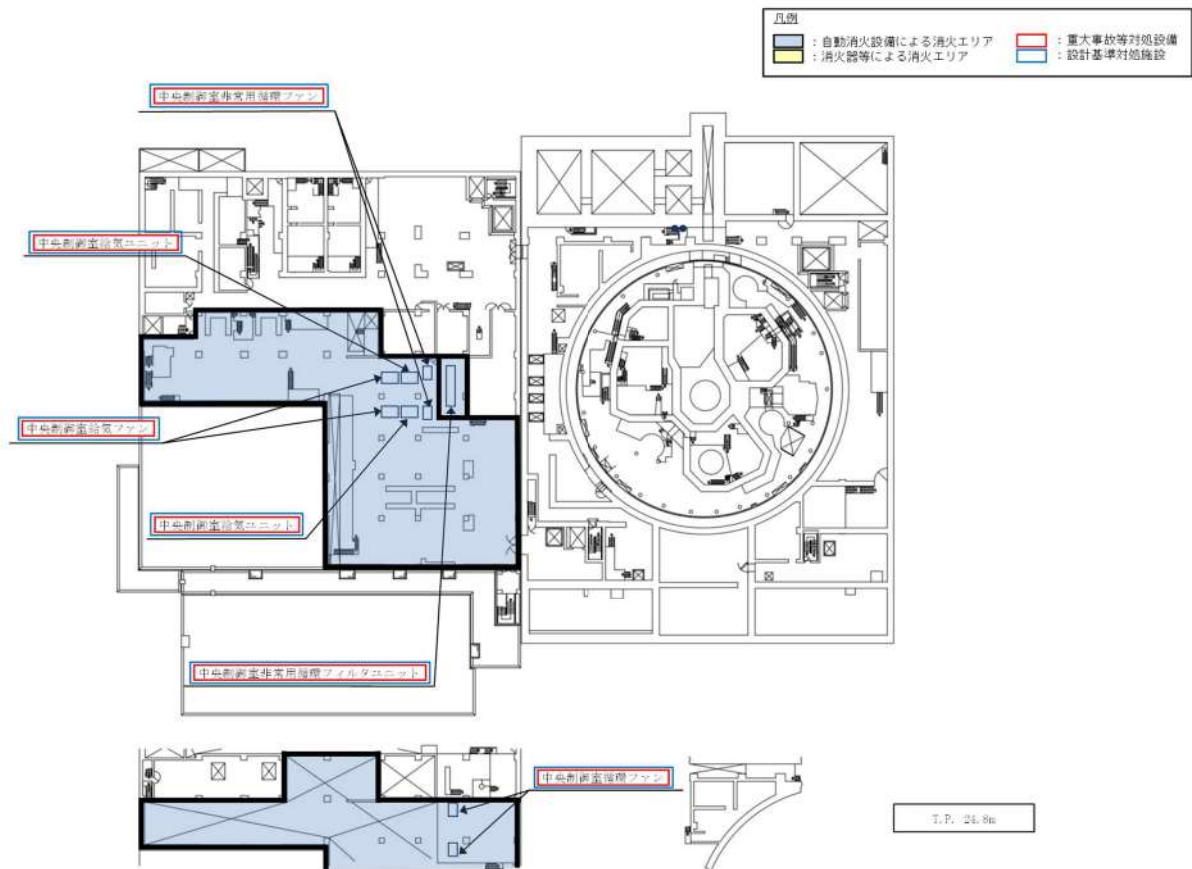 凡例
：自動消火設備による消火エリア
：重大事故等対処設備
：消火器等による消火エリア
：設計基準対処施設
中央制御室非常用循環ファン
中央制御室給気ユニット
中央制御室給気ファン
中央制御室給気ユニット
中央制御室非常用循環フィルタユニット
中央制御室循環ファン
T.P. 24.8m